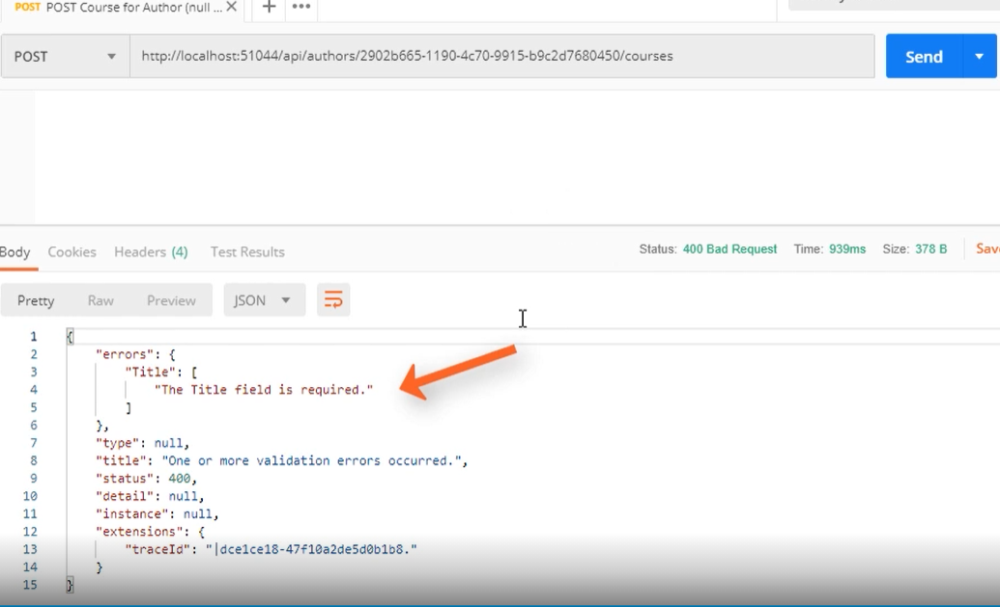 POST POST Course for Author (null ...
POST
http://localhost:51044/api/authors/2902b665-1190-4c70-9915-b9c2d7680450/courses
Send
Body Cookies Headers (4) Test Results
Status: 400 Bad Request Time: 939ms Size: 378 B
Pretty Raw Preview JSON
1 {
2 "errors": {
3 "Title": [
4 "The Title field is required."
5 ]
6 },
7 "type": null,
8 "title": "One or more validation errors occurred.",
9 "status": 400,
10 "detail": null,
11 "instance": null,
12 "extensions": {
13 "traceId": "|dce1ce18-47f10a2de5d0b1b8."
14 }
15 }